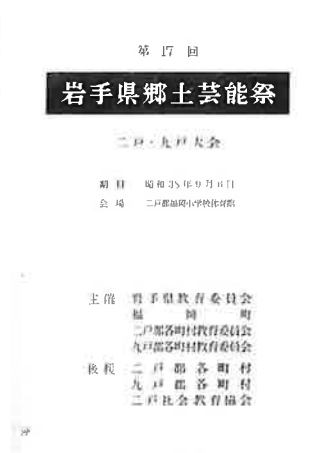 第17回
岩手県郷土芸能祭
二戸・九戸大会
期日 昭和38年9月8日
会場 二戸郡福岡小学校体育館
主催 岩手県教育委員会
福岡町
二戸郡各町村教育委員会
九戸郡各町村教育委員会
後援 二戸郡各町村
九戸郡各町村
二戸社会教育協会